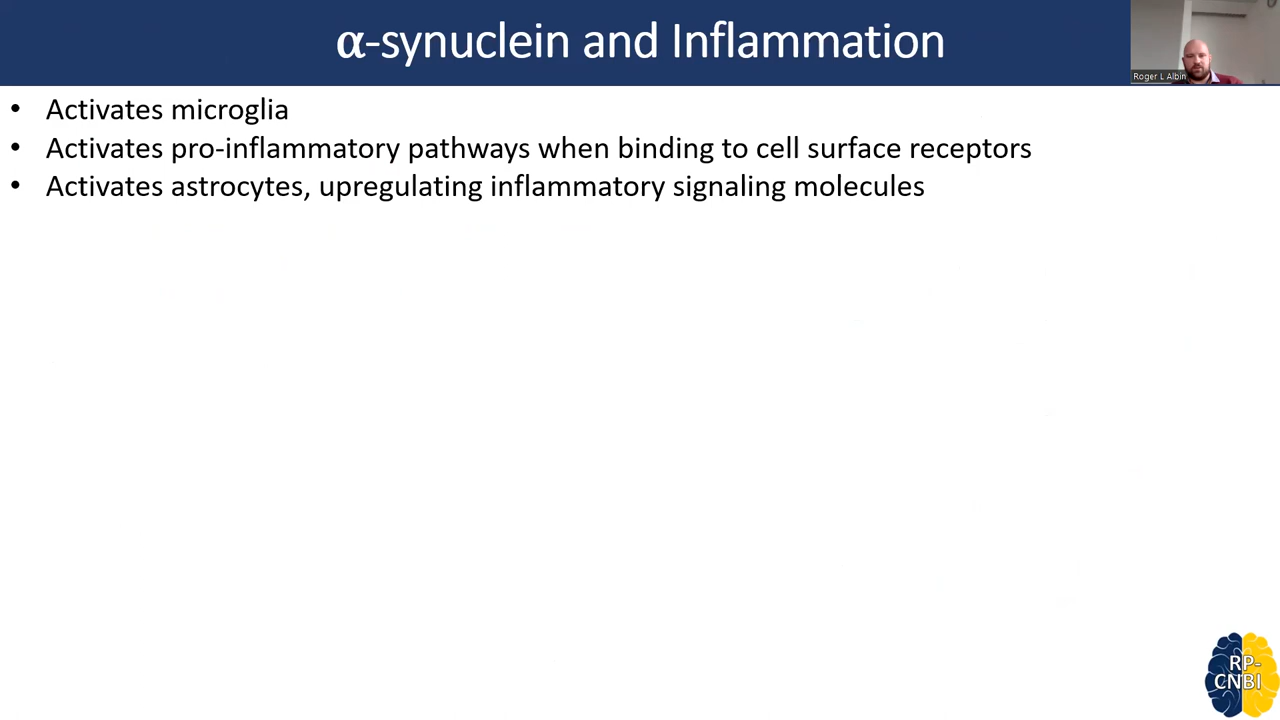 α-synuclein and Inflammation
Roger L Albin
• Activates microglia
• Activates pro-inflammatory pathways when binding to cell surface receptors
• Activates astrocytes, upregulating inflammatory signaling molecules
RP-
CNBI